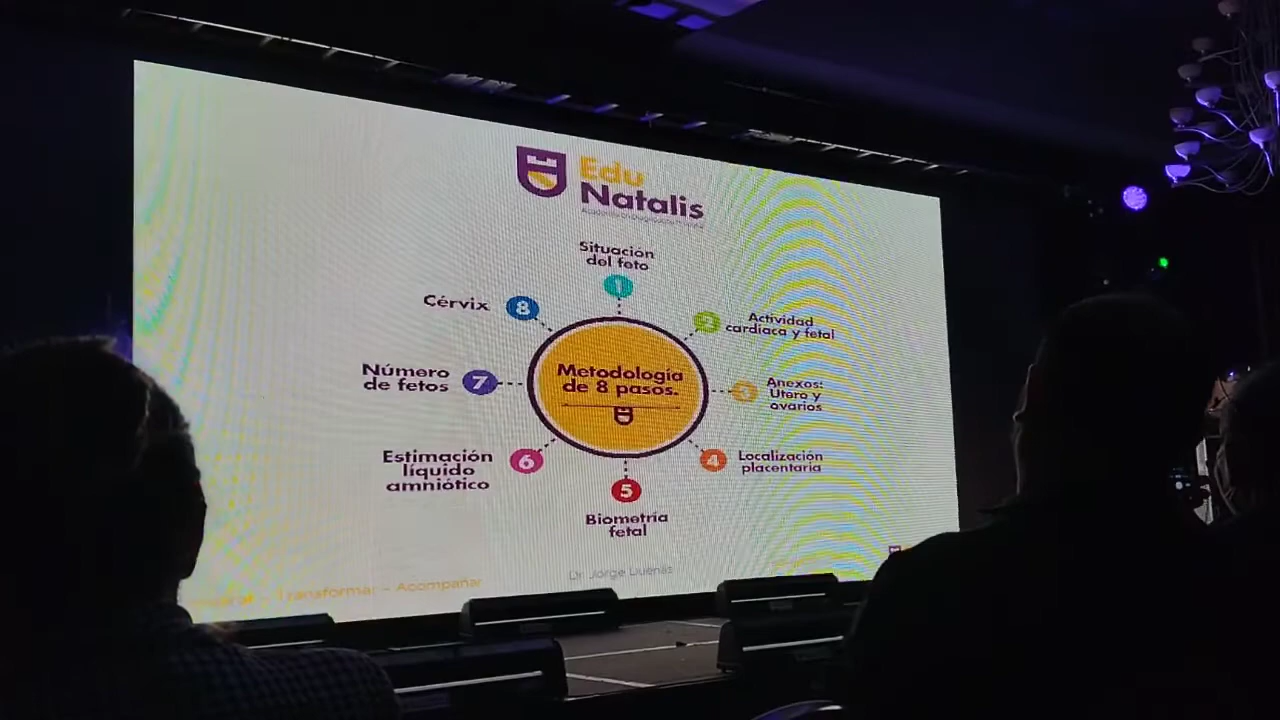 Edu
Natalis
Situación
del feto
1
2
Actividad
cardiaca y fetal
3
Anexos:
Utero y
ovarios
4
Localización
placentaria
5
Biometría
fetal
6
Estimación
líquido
amniótico
7
Número
de fetos
8
Cérvix
Metodología
de 8 pasos.
Dr Jorge Dueñas
- Transformar - Acompañar